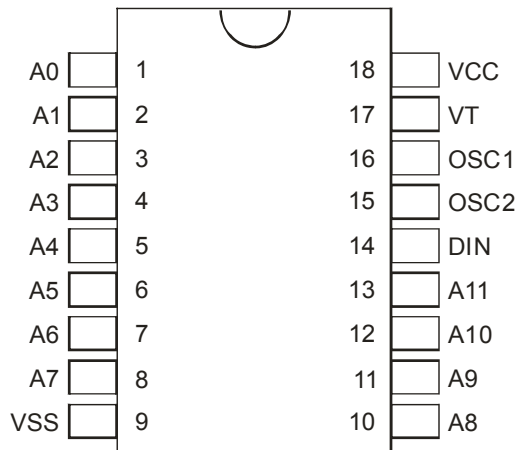 A0 1 18 VCC
A1 2 17 VT
A2 3 16 OSC1
A3 4 15 OSC2
A4 5 14 DIN
A5 6 13 A11
A6 7 12 A10
A7 8 11 A9
VSS 9 10 A8